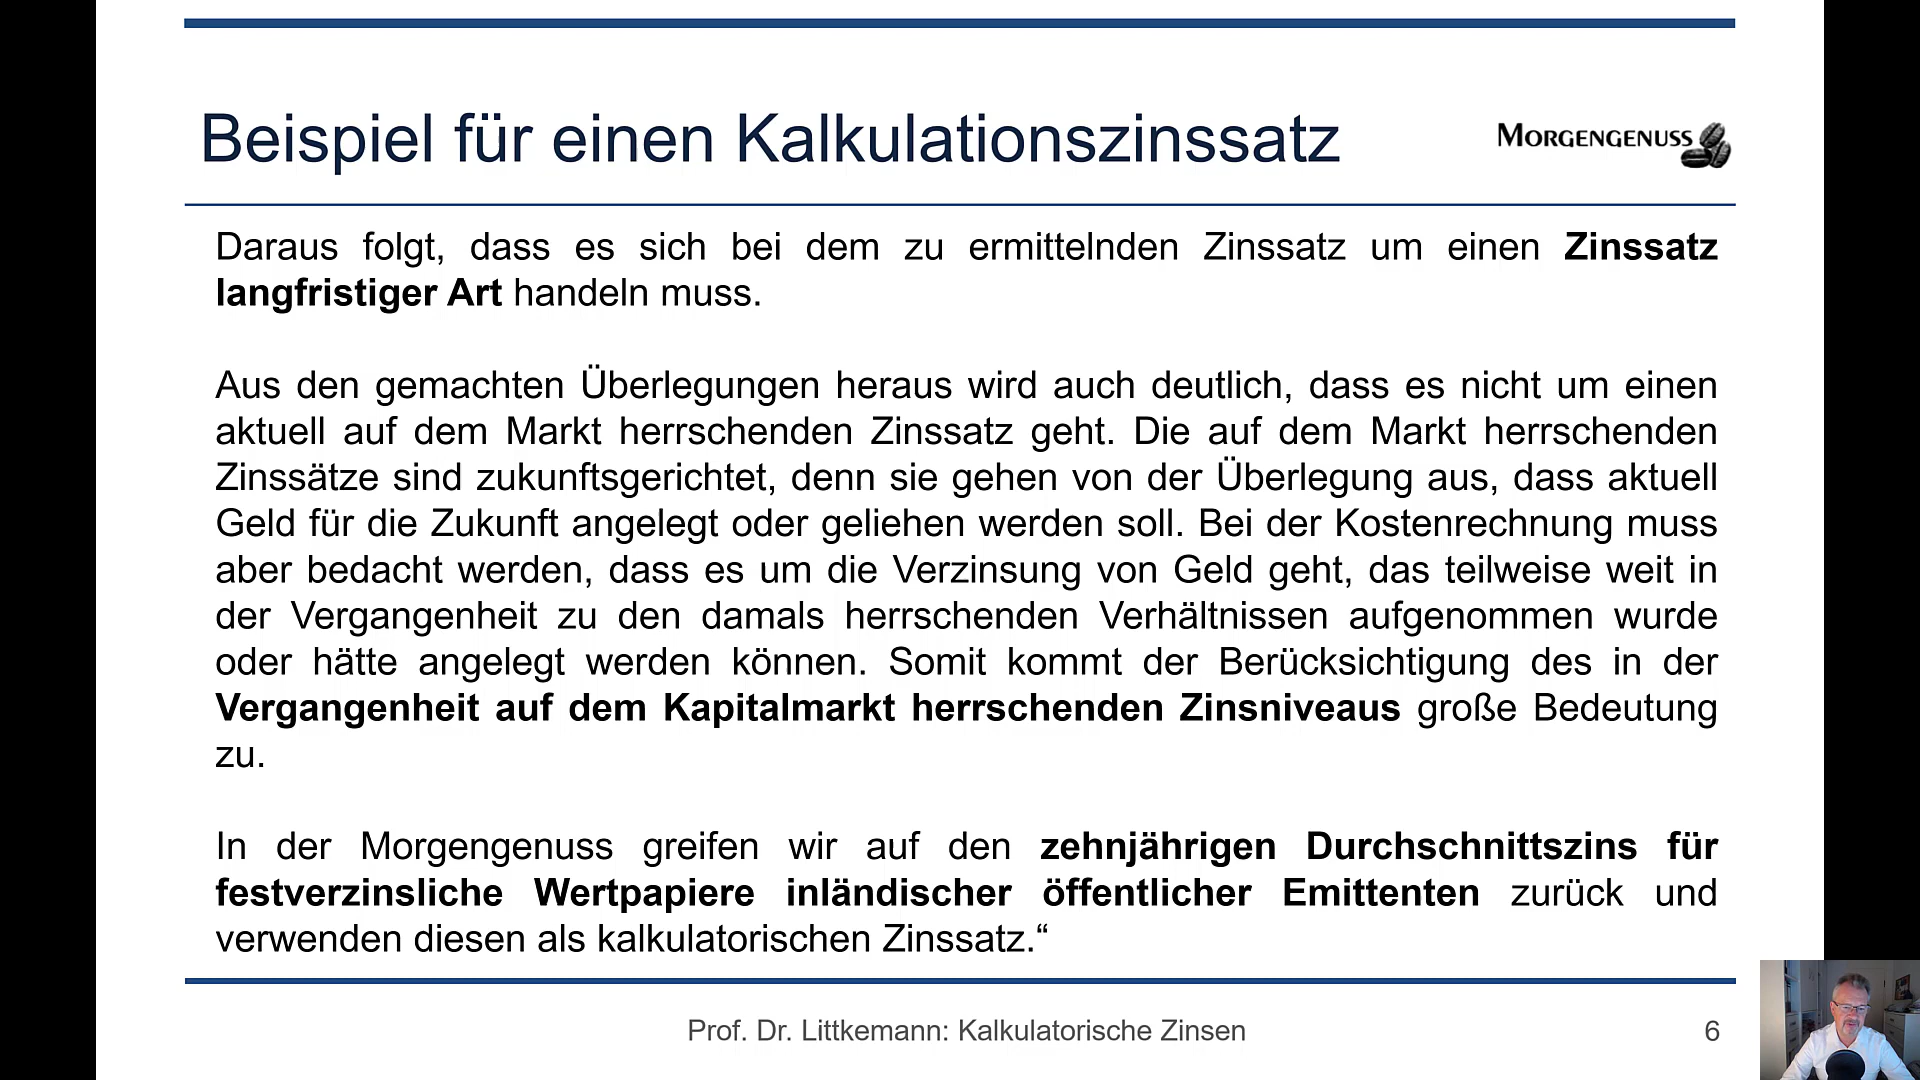 Beispiel für einen Kalkulationszinssatz
MORGENGENUSS
Daraus folgt, dass es sich bei dem zu ermittelnden Zinssatz um einen Zinssatz
langfristiger Art handeln muss.
Aus den gemachten Überlegungen heraus wird auch deutlich, dass es nicht um einen
aktuell auf dem Markt herrschenden Zinssatz geht. Die auf dem Markt herrschenden
Zinssätze sind zukunftsgerichtet, denn sie gehen von der Überlegung aus, dass aktuell
Geld für die Zukunft angelegt oder geliehen werden soll. Bei der Kostenrechnung muss
aber bedacht werden, dass es um die Verzinsung von Geld geht, das teilweise weit in
der Vergangenheit zu den damals herrschenden Verhältnissen aufgenommen wurde
oder hätte angelegt werden können. Somit kommt der Berücksichtigung des in der
Vergangenheit auf dem Kapitalmarkt herrschenden Zinsniveaus große Bedeutung
zu.
In der Morgengenuss greifen wir auf den zehnjährigen Durchschnittszins für
festverzinsliche Wertpapiere inländischer öffentlicher Emittenten zurück und
verwenden diesen als kalkulatorischen Zinssatz.“
Prof. Dr. Littkemann: Kalkulatorische Zinsen
6